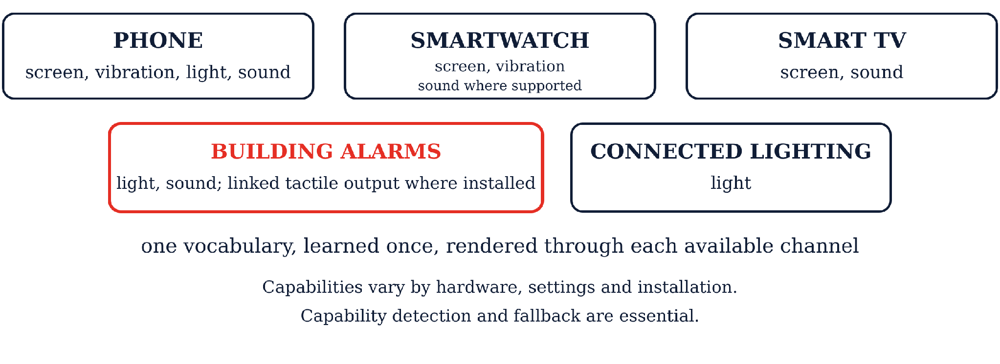 PHONE
screen, vibration, light, sound
SMARTWATCH
screen, vibration
sound where supported
SMART TV
screen, sound
BUILDING ALARMS
light, sound; linked tactile output where installed
CONNECTED LIGHTING
light
one vocabulary, learned once, rendered through each available channel
Capabilities vary by hardware, settings and installation.
Capability detection and fallback are essential.